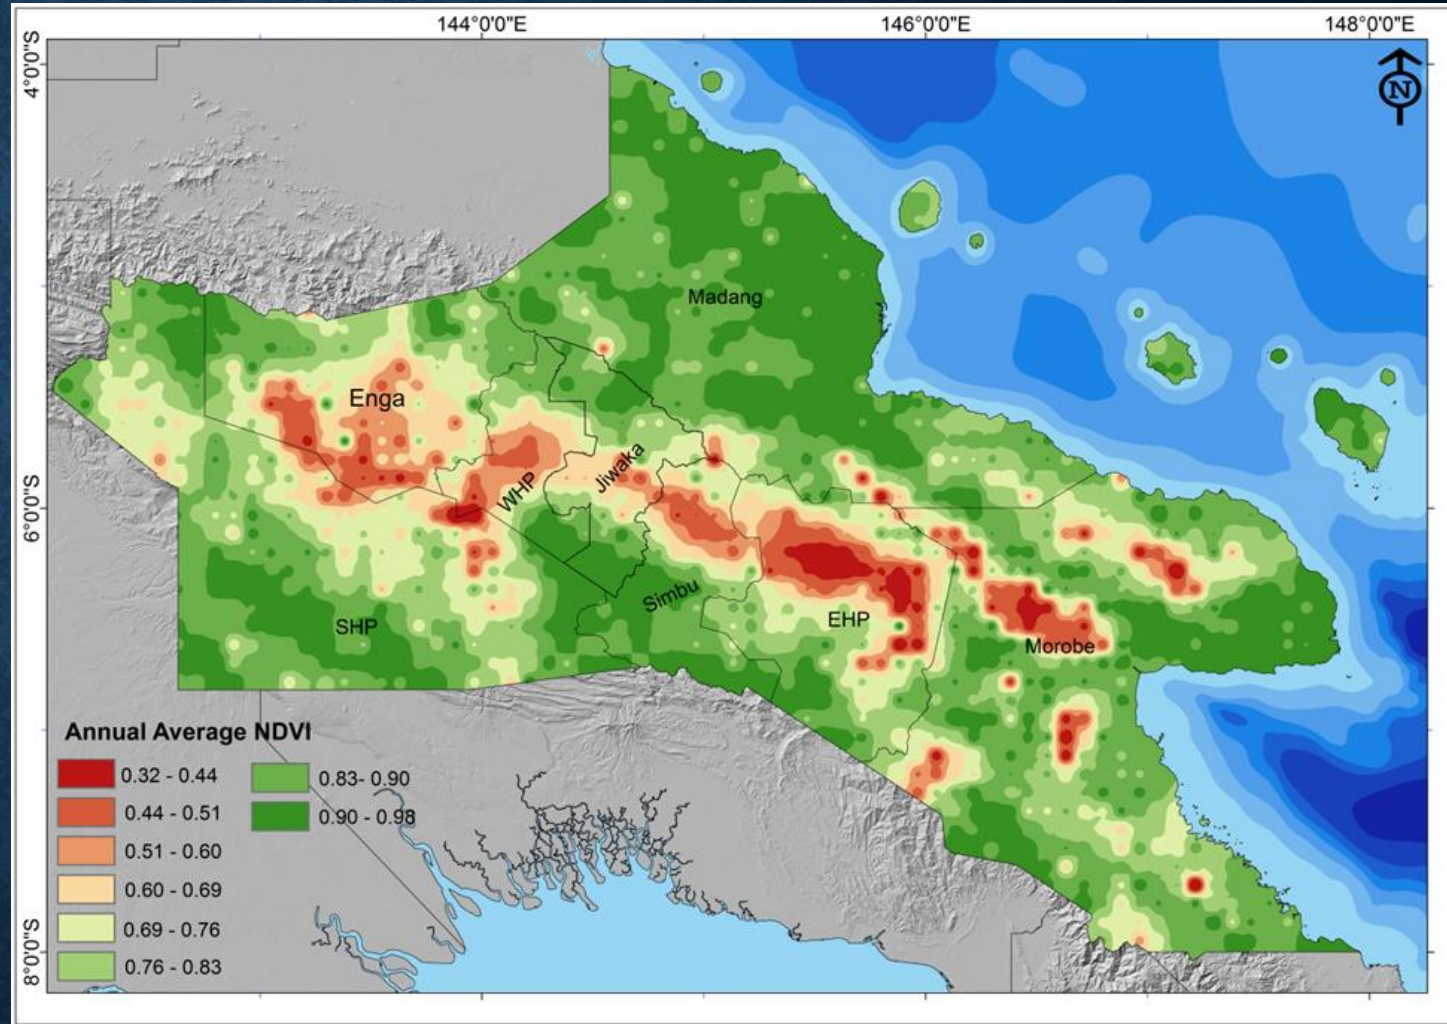 144°0'0"E
146°0'0"E
148°0'0"E
4°0'0"S
6°0'0"S
8°0'0"S
N
Madang
Enga
Jiwaka
WHP
Simbu
SHP
EHP
Morobe
Annual Average NDVI
0.32 - 0.44
0.44 - 0.51
0.51 - 0.60
0.60 - 0.69
0.69 - 0.76
0.76 - 0.83
0.83- 0.90
0.90 - 0.98